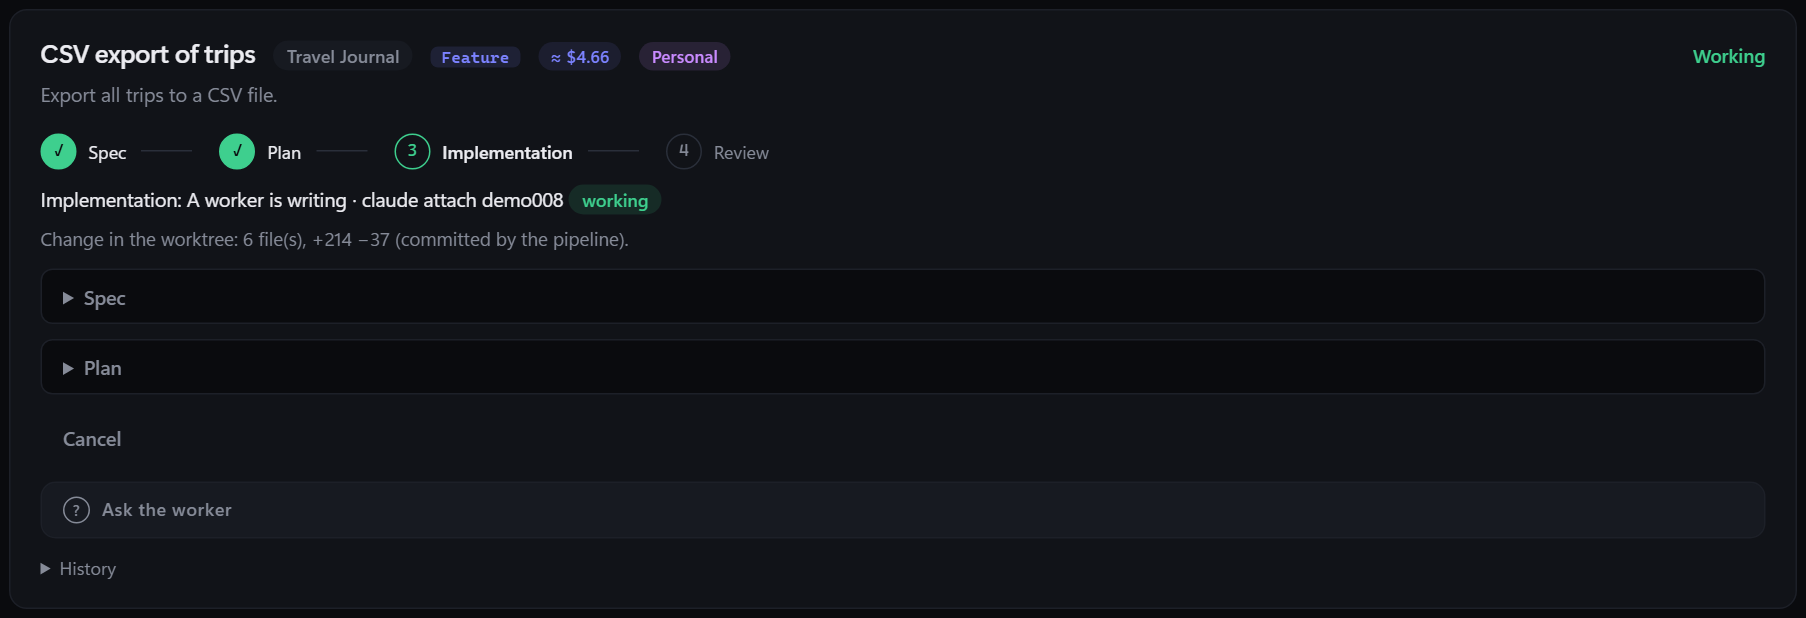 CSV export of trips Travel Journal Feature ≈ $4.66 Personal Working
Export all trips to a CSV file.
✓ Spec ✓ Plan 3 Implementation 4 Review
Implementation: A worker is writing · claude attach demo008 working
Change in the worktree: 6 file(s), +214 −37 (committed by the pipeline).
▶ Spec
▶ Plan
Cancel
? Ask the worker
▶ History